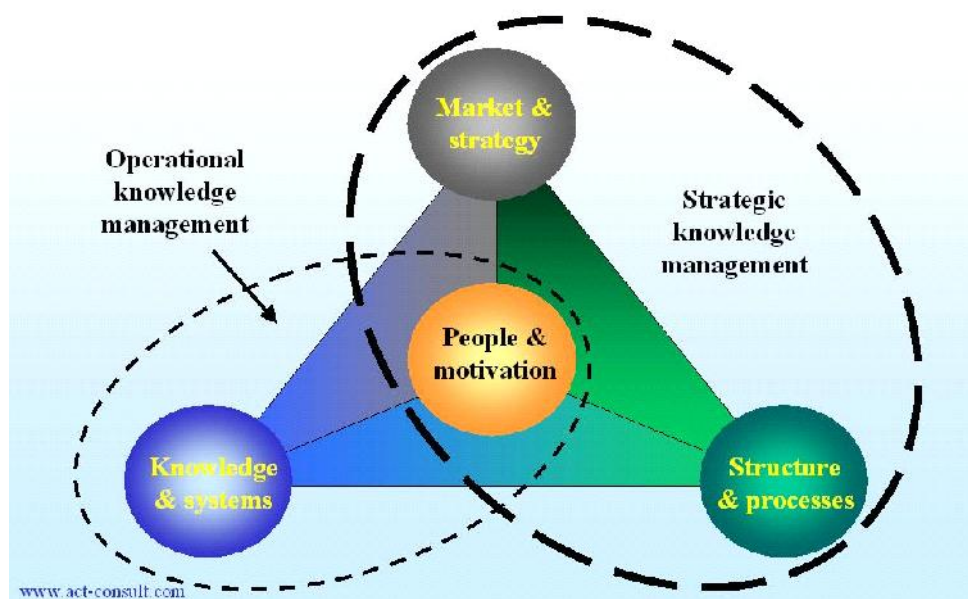 Market &
strategy
Operational
knowledge
management
Strategic
knowledge
management
People &
motivation
Knowledge
& systems
Structure
& processes
www.act-consult.com